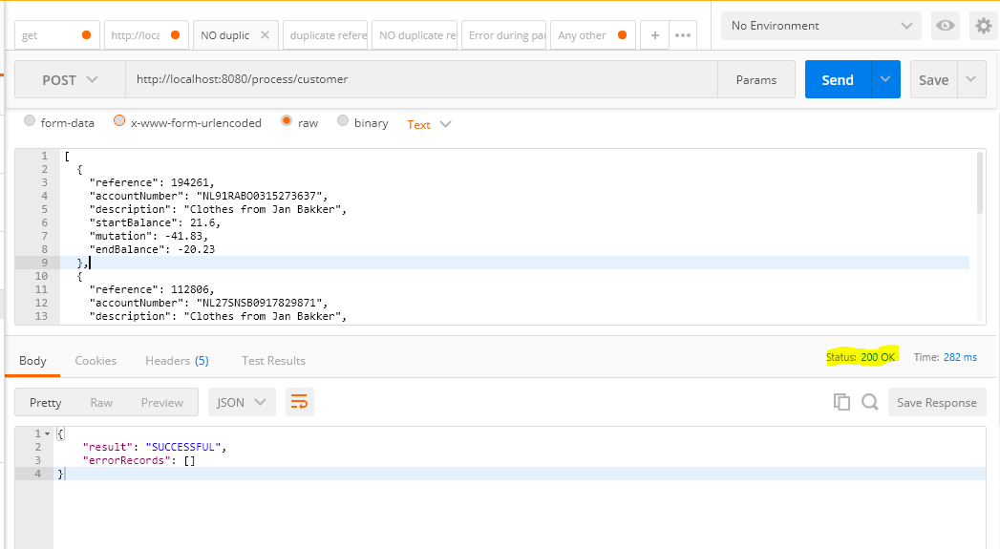 get
http://loca
NO duplic
duplicate refere
NO duplicate re
Error during pa
Any other
No Environment
POST
http://localhost:8080/process/customer
Params
Send
Save
form-data
x-www-form-urlencoded
raw
binary
Text
1 [
2 {
3 "reference": 194261,
4 "accountNumber": "NL91RABO0315273637",
5 "description": "Clothes from Jan Bakker",
6 "startBalance": 21.6,
7 "mutation": -41.83,
8 "endBalance": -20.23
9 },
10 {
11 "reference": 112806,
12 "accountNumber": "NL27SNSB0917829871",
13 "description": "Clothes from Jan Bakker",
Body
Cookies
Headers (5)
Test Results
Status: 200 OK
Time: 282 ms
Pretty
Raw
Preview
JSON
Save Response
1 {
2 "result": "SUCCESSFUL",
3 "errorRecords": []
4 }